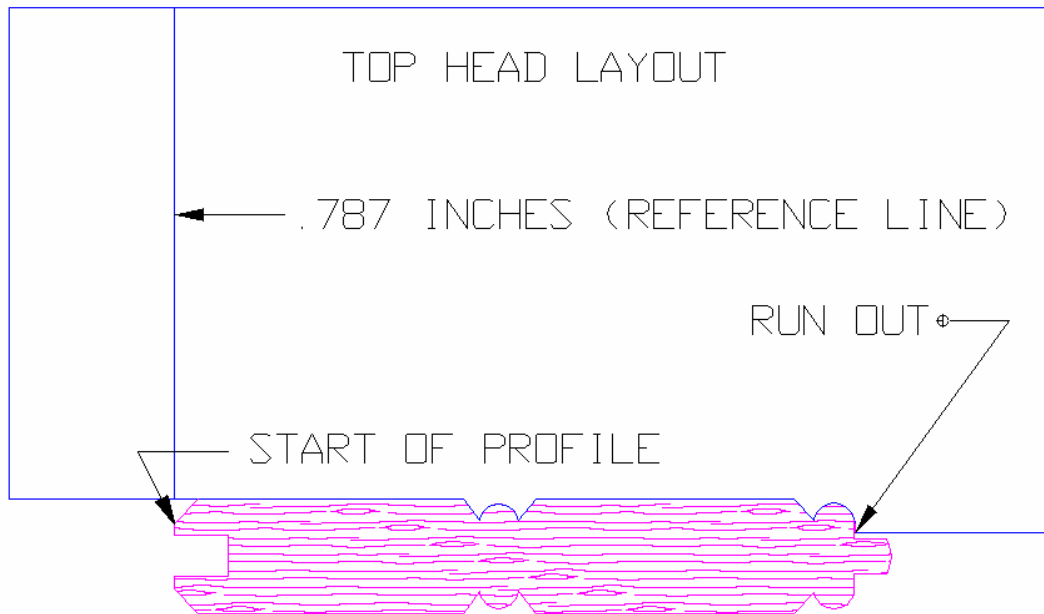 TOP HEAD LAYOUT
.787 INCHES (REFERENCE LINE)
RUN OUT
START OF PROFILE